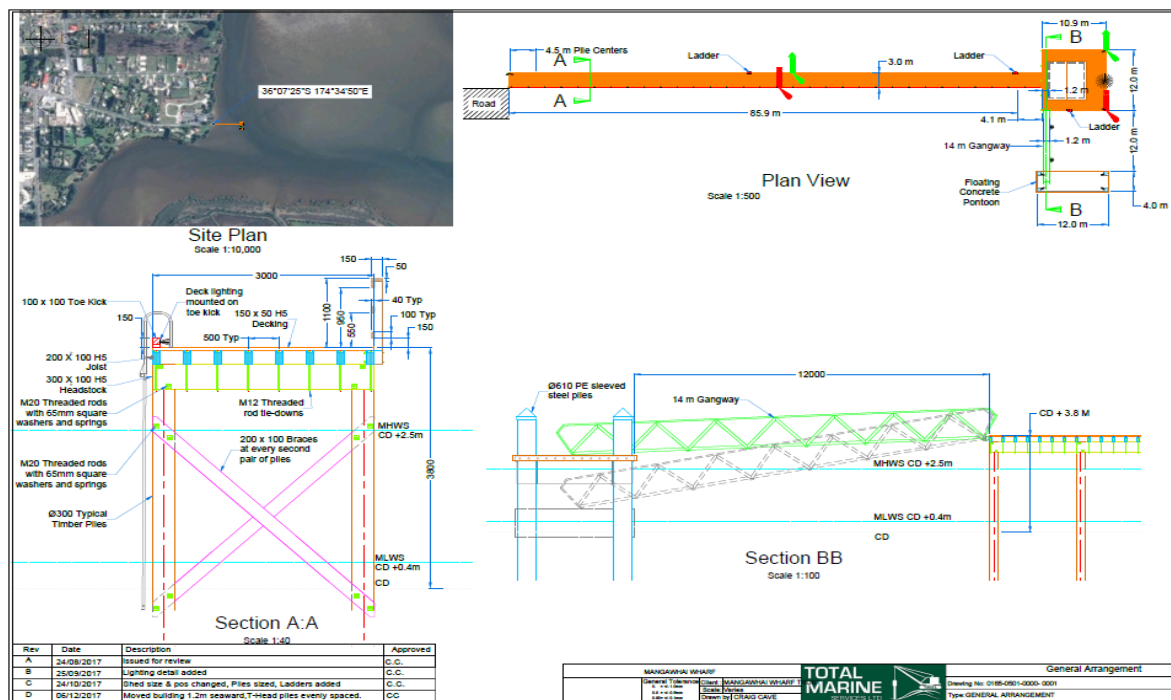 36°07'25"S 174°34'50"E
Site Plan
Scale 1:10,000
4.5 m Pile Centers
A
A
Ladder
3.0 m
Ladder
10.9 m
B
12.0 m
1.2 m
Road
85.9 m
4.1 m
Ladder
14 m Gangway
1.2 m
12.0 m
Plan View
Scale 1:500
Floating
Concrete
Pontoon
B
12.0 m
4.0 m
150
50
3000
100 x 100 Toe Kick
Deck lighting
mounted on
toe kick
150 x 50 H5
Decking
1100
950
550
40 Typ
100 Typ
150
150
500 Typ
200 X 100 H5
Joist
300 X 100 H5
Headstock
M20 Threaded rods
with 65mm square
washers and springs
M12 Threaded
rod tie-downs
MHWS
CD +2.5m
200 x 100 Braces
at every second
pair of piles
M20 Threaded rods
with 65mm square
washers and springs
3800
Ø300 Typical
Timber Piles
MLWS
CD +0.4m
CD
Section A:A
Scale 1:40
Ø610 PE sleeved
steel piles
12000
14 m Gangway
CD + 3.8 M
MHWS CD +2.5m
MLWS CD +0.4m
CD
Section BB
Scale 1:100
Rev Date Description Approved
A 24/08/2017 Issued for review C.C.
B 25/09/2017 Lighting detail added C.C.
C 24/10/2017 Shed size & pos changed, Piles sized, Ladders added C.C.
D 06/12/2017 Moved building 1.2m seaward,T-Head piles evenly spaced. CC
MANGAWHAI WHARF
General Tolerance
Client: MANGAWHAI WHARF
Scale: Varies
Drawn by: CRAIG CAVE
TOTAL
MARINE
SERVICES LTD
General Arrangement
Drawing No: 0165-0501-0000- 0001
Type: GENERAL ARRANGEMENT